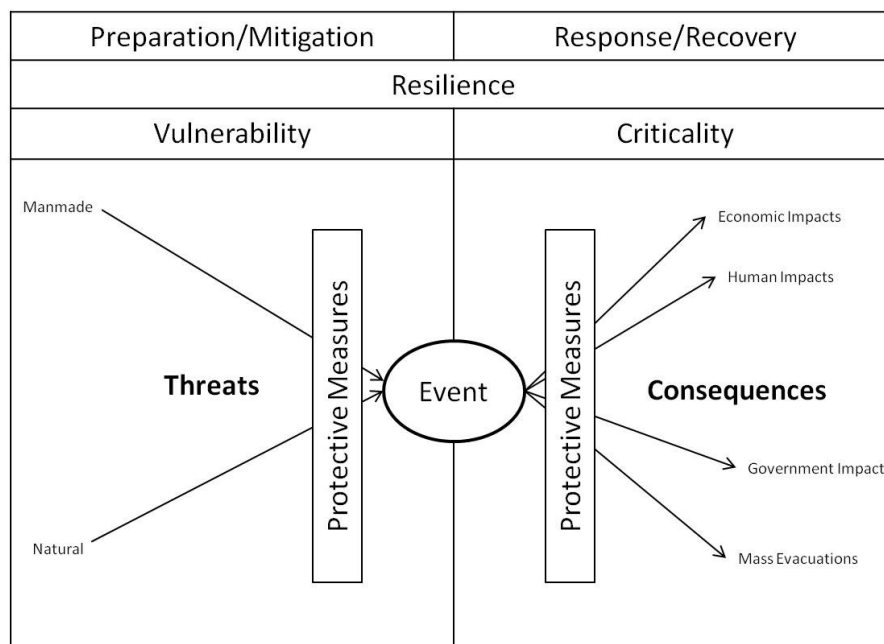 Preparation/Mitigation
Response/Recovery
Resilience
Vulnerability
Criticality
Manmade
Natural
Threats
Protective Measures
Event
Protective Measures
Consequences
Economic Impacts
Human Impacts
Government Impact
Mass Evacuations